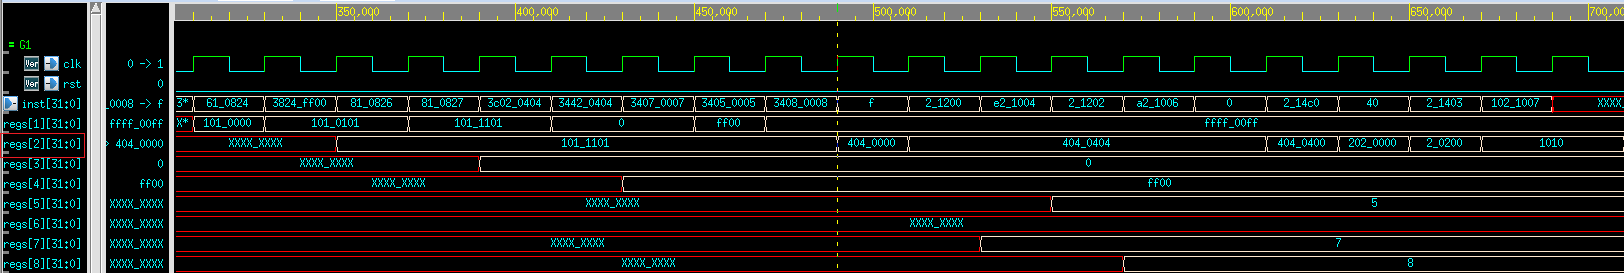 350,000 400,000 450,000 500,000 550,000 600,000 650,000 700,00
= G1
Ver clk 0 -> 1
Ver rst 0
inst[31:0] _0008 -> f 3* 61_0824 3824_ff00 81_0826 81_0827 3c02_0404 3442_0404 3407_0007 3405_0005 3408_0008 f 2_1200 e2_1004 2_1202 a2_1006 0 2_14c0 40 2_1403 102_1007 XXXX_
regs[1][31:0] ffff_00ff X* 101_0000 101_0101 101_1101 0 ff00 ffff_00ff
regs[2][31:0] > 404_0000 XXXX_XXXX 101_1101 404_0000 404_0404 404_0400 202_0000 2_0200 1010
regs[3][31:0] 0 XXXX_XXXX 0
regs[4][31:0] ff00 XXXX_XXXX ff00
regs[5][31:0] XXXX_XXXX XXXX_XXXX 5
regs[6][31:0] XXXX_XXXX XXXX_XXXX
regs[7][31:0] XXXX_XXXX XXXX_XXXX 7
regs[8][31:0] XXXX_XXXX XXXX_XXXX 8